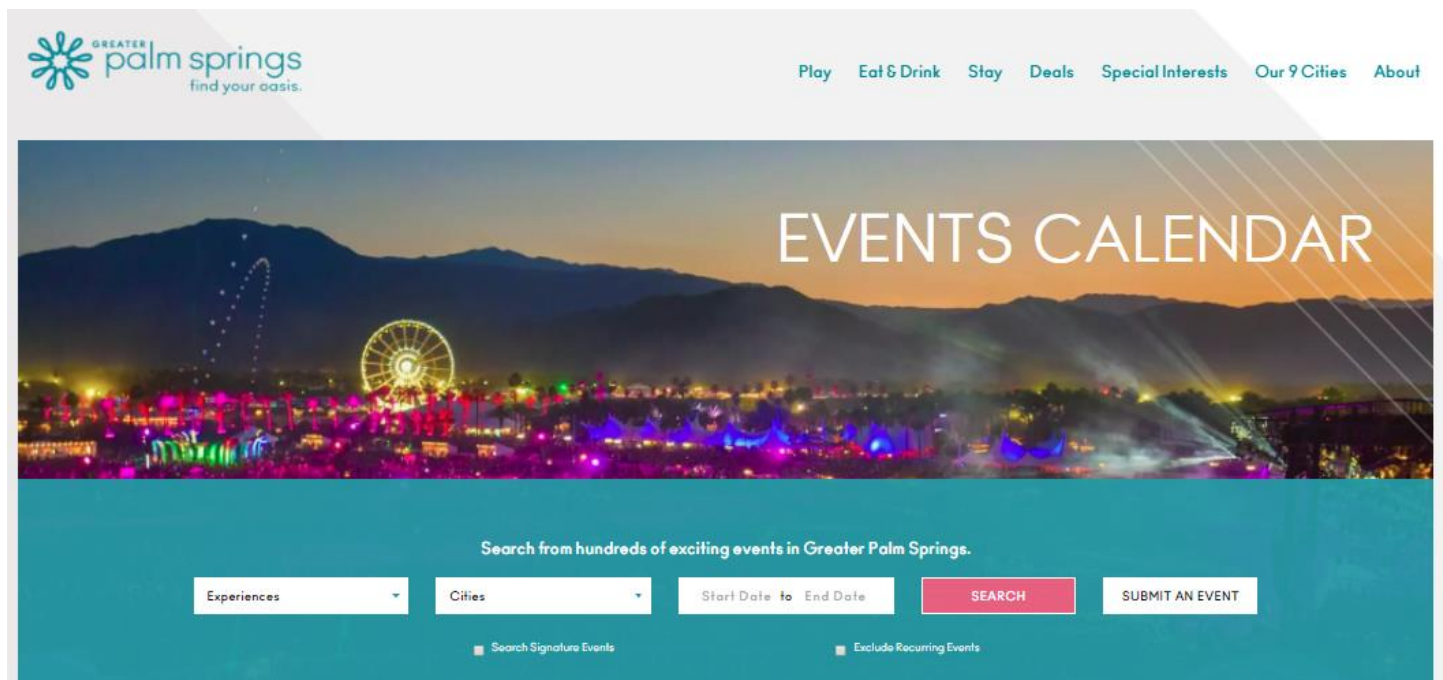 GREATER
palm springs
find your oasis.
Play Eat & Drink Stay Deals Special Interests Our 9 Cities About
EVENTS CALENDAR
Search from hundreds of exciting events in Greater Palm Springs.
Experiences Cities Start Date to End Date SEARCH SUBMIT AN EVENT
Search Signature Events Exclude Recurring Events